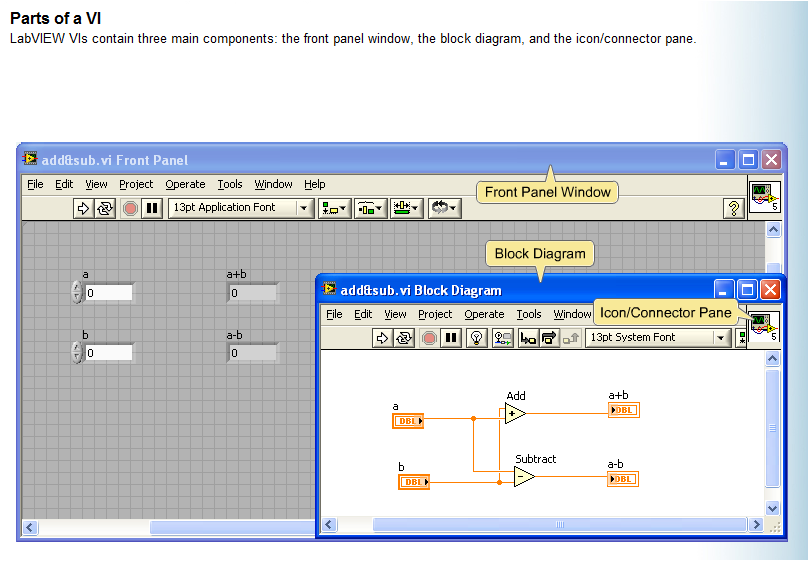 Parts of a VI
LabVIEW VIs contain three main components: the front panel window, the block diagram, and the icon/connector pane.
add&sub.vi Front Panel
File Edit View Project Operate Tools Window Help
Front Panel Window
13pt Application Font
?
5
Block Diagram
a
a+b
0
0
add&sub.vi Block Diagram
File Edit View Project Operate Tools Window
Icon/Connector Pane
13pt System Font
5
b
a-b
0
0
Add
a+b
a
+
DBL
DBL
Subtract
a-b
b
-
DBL
DBL